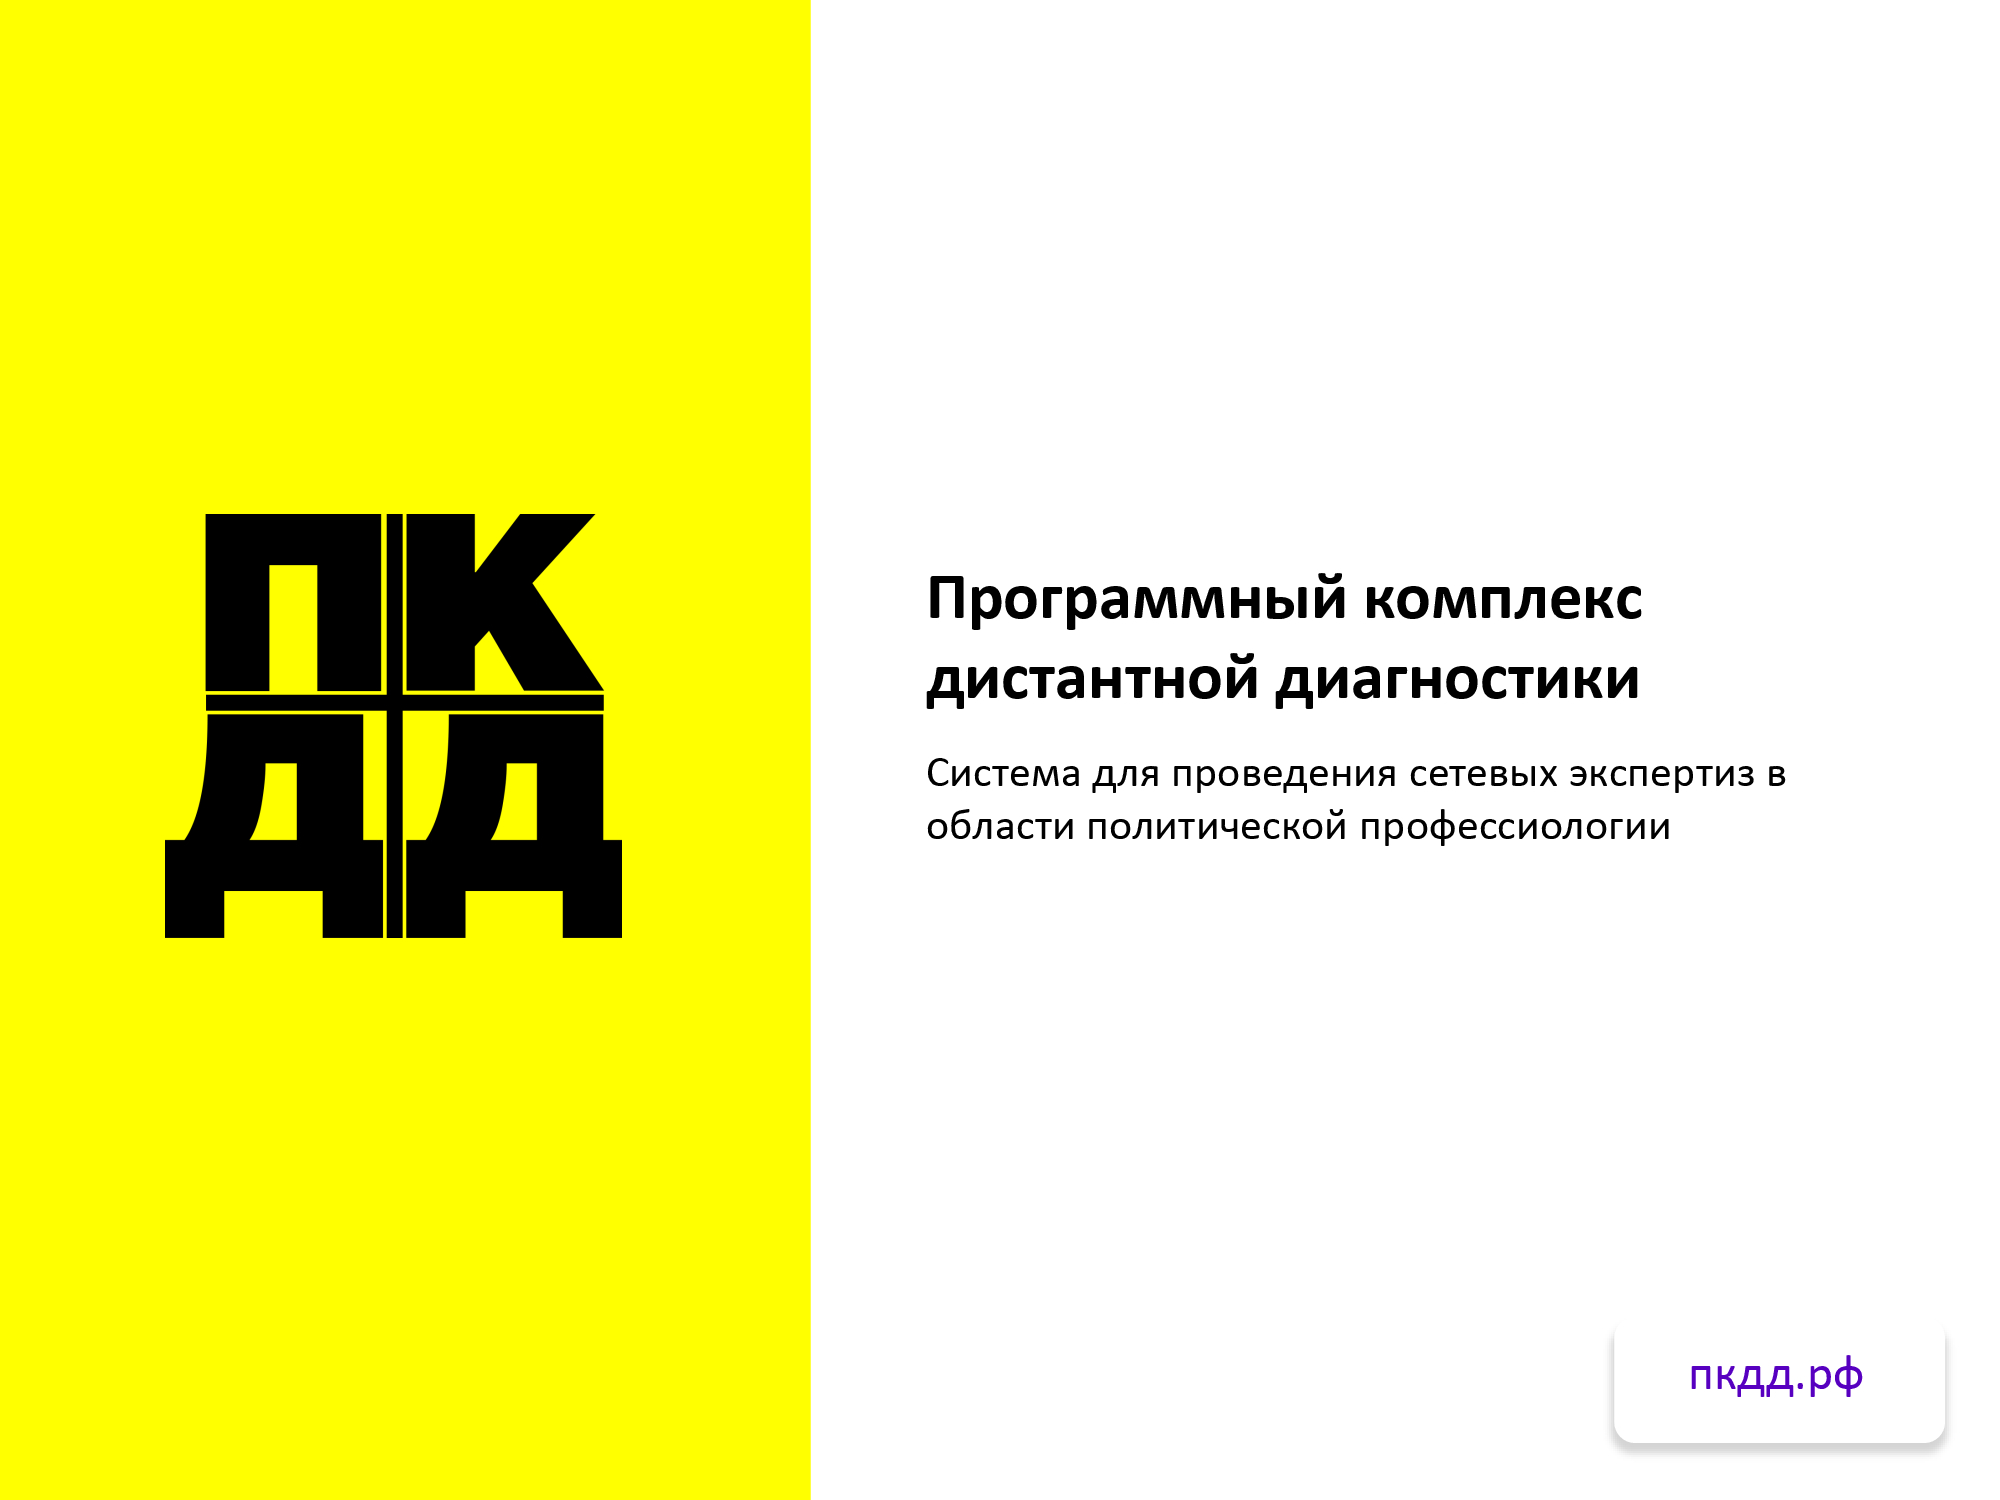 ПК
ДД
Программный комплекс
дистантной диагностики
Система для проведения сетевых экспертиз в
области политической профессиологии
пкдд.рф